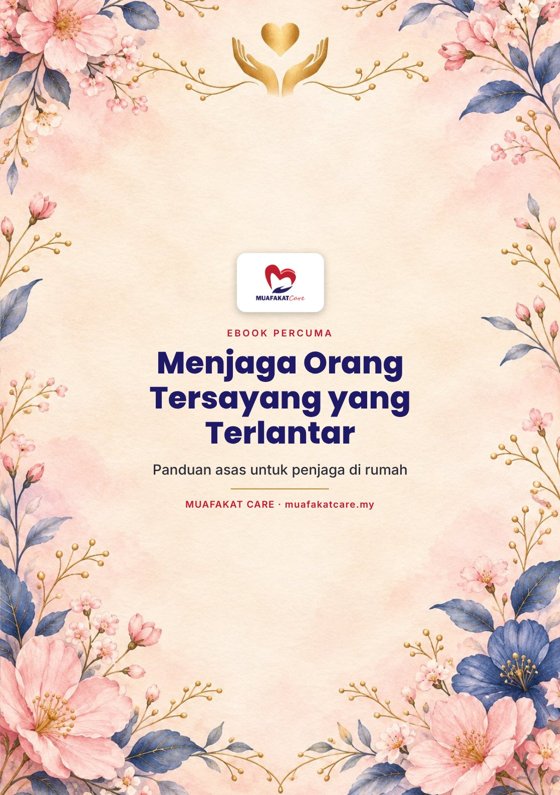 MUAFAKAT Care
EBOOK PERCUMA
Menjaga Orang
Tersayang yang
Terlantar
Panduan asas untuk penjaga di rumah
MUAFAKAT CARE · muafakatcare.my